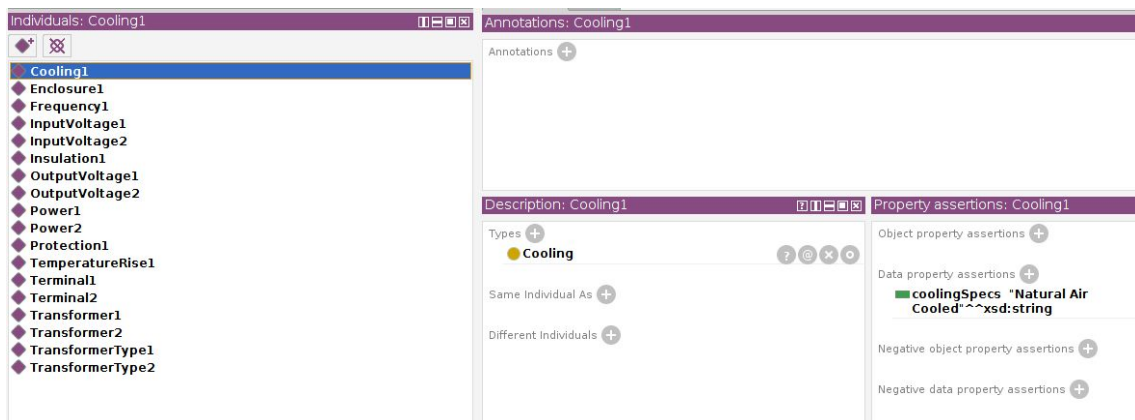 Individuals: Cooling1
Cooling1
Enclosure1
Frequency1
InputVoltage1
InputVoltage2
Insulation1
OutputVoltage1
OutputVoltage2
Power1
Power2
Protection1
TemperatureRise1
Terminal1
Terminal2
Transformer1
Transformer2
TransformerType1
TransformerType2
Annotations: Cooling1
Annotations
Description: Cooling1
Types
Cooling
Same Individual As
Different Individuals
Property assertions: Cooling1
Object property assertions
Data property assertions
coolingSpecs "Natural Air
Cooled"^^xsd:string
Negative object property assertions
Negative data property assertions